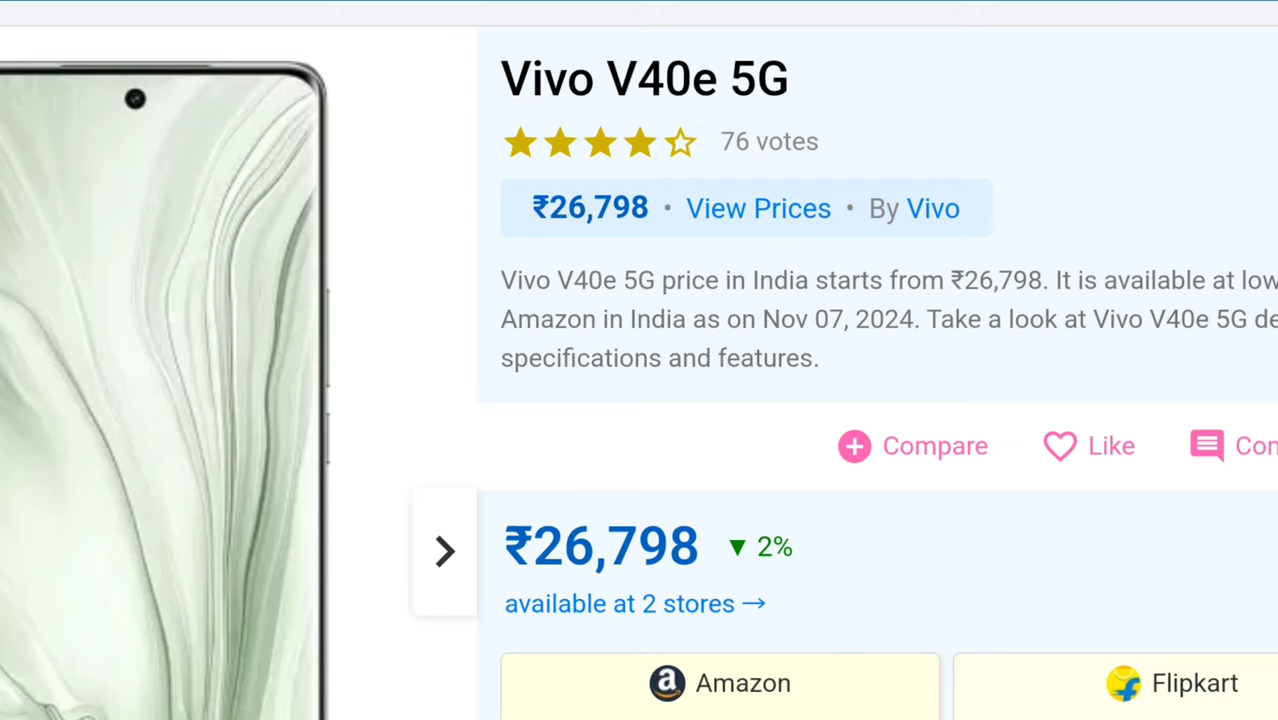 Vivo V40e 5G
76 votes
₹26,798 • View Prices • By Vivo
Vivo V40e 5G price in India starts from ₹26,798. It is available at low
Amazon in India as on Nov 07, 2024. Take a look at Vivo V40e 5G de
specifications and features.
Compare Like Con
₹26,798 ▼ 2%
available at 2 stores →
Amazon Flipkart